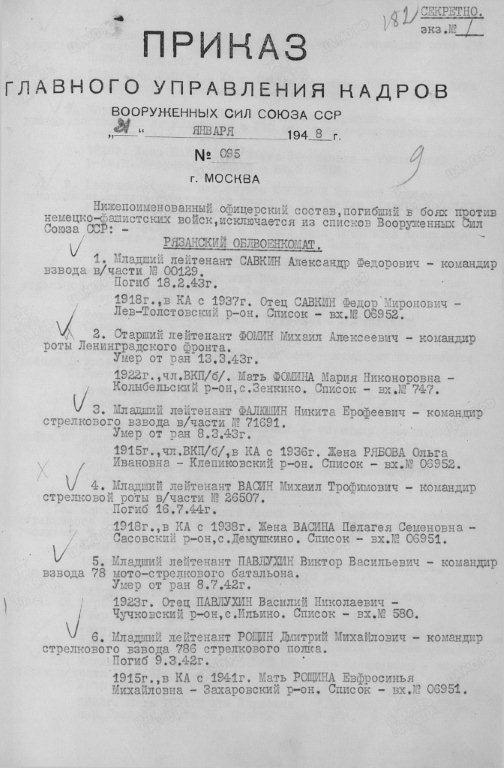 182 СЕКРЕТНО.
экз.№ 1
ПРИКАЗ
ГЛАВНОГО УПРАВЛЕНИЯ КАДРОВ
ВООРУЖЕННЫХ СИЛ СОЮЗА ССР
„21“ ЯНВАРЯ 1948 г.
№ 095
9
г. МОСКВА
Нижепоименованный офицерский состав, погибший в боях против
немецко-фашистских войск, исключается из списков Вооруженных Сил
Союза ССР: -
РЯЗАНСКИЙ ОБЛВОЕНКОМАТ.
1. Младший лейтенант САВКИН Александр Федорович - командир
взвода в/части № 00129.
Погиб 18.2.43г.
1918г., в КА с 1937г. Отец САВКИН Федор Миронович -
Лев-Толстовский р-он. Список - вх.№ 06952.
2. Старший лейтенант ФОМИН Михаил Алексеевич - командир
роты Ленинградского фронта.
Умер от ран 13.3.43г.
1922г., чл.ВКП/б/. Мать ФОМИНА Мария Никоноровна -
Колыбельский р-он, с.Зенкино. Список - вх.№ 747.
3. Младший лейтенант ФАЛЮШИН Никита Ерофеевич - командир
стрелкового взвода в/части № 71691.
Умер от ран 8.3.43г.
1915г., чл.ВКП/б/, в КА с 1936г. Жена РЯБОВА Ольга
Ивановна - Клепиковский р-он. Список - вх.№ 06952.
4. Младший лейтенант ВАСИН Михаил Трофимович - командир
стрелковой роты в/части № 26507.
Погиб 16.7.44г.
1918г., в КА с 1938г. Жена ВАСИНА Пелагея Семеновна -
Сасовский р-он, с.Демушкино. Список - вх.№ 06951.
5. Младший лейтенант ПАВЛУХИН Виктор Васильевич - командир
взвода 78 мото-стрелкового батальона.
Умер от ран 8.7.42г.
1923г. Отец ПАВЛУХИН Василий Николаевич -
Чучковский р-он, с.Ильино. Список - вх.№ 580.
6. Младший лейтенант РОЩИН Дмитрий Михайлович - командир
стрелкового взвода 786 стрелкового полка.
Погиб 9.3.42г.
1915г., в КА с 1941г. Мать РОЩИНА Евфросинья
Михайловна - Захаровский р-он. Список - вх.№ 06951.